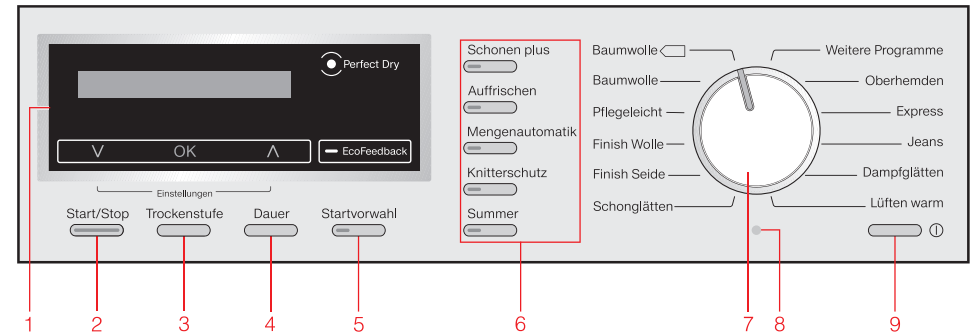 Perfect Dry
V OK Λ
EcoFeedback
Einstellungen
Start/Stop Trockenstufe Dauer Startvorwahl
Schonen plus
Auffrischen
Mengenautomatik
Knitterschutz
Summer
Baumwolle
Baumwolle
Pflegeleicht
Finish Wolle
Finish Seide
Schonglätten
Weitere Programme
Oberhemden
Express
Jeans
Dampfglätten
Lüften warm
1 2 3 4 5 6 7 8 9